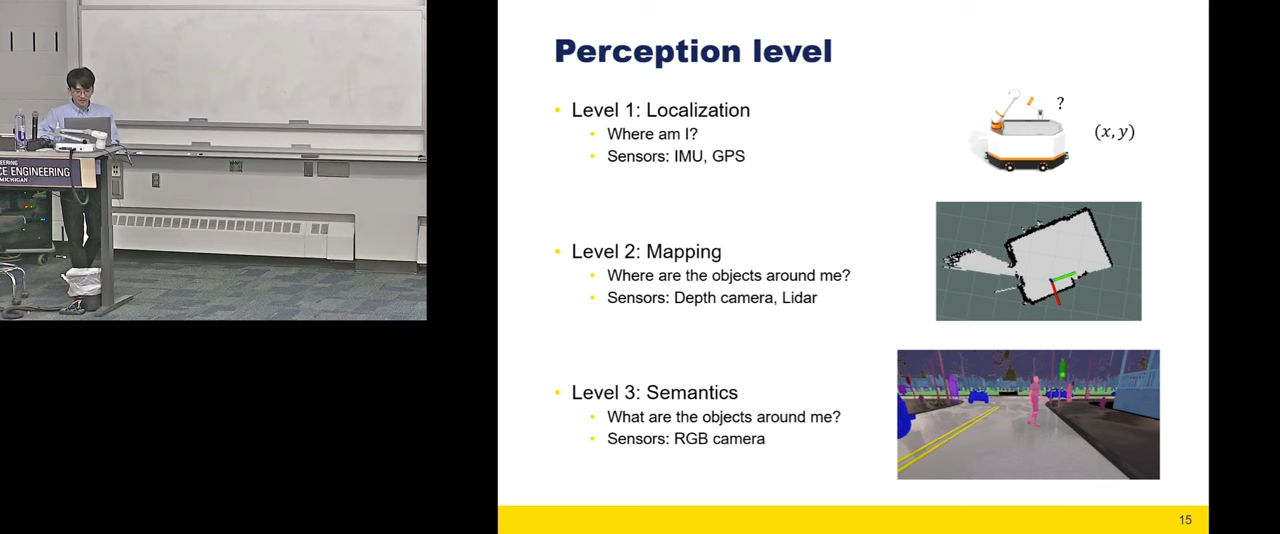 EERING
CE ENGINEERING
MICHIGAN
Perception level
• Level 1: Localization
• Where am I?
• Sensors: IMU, GPS
?
(x, y)
• Level 2: Mapping
• Where are the objects around me?
• Sensors: Depth camera, Lidar
• Level 3: Semantics
• What are the objects around me?
• Sensors: RGB camera
15